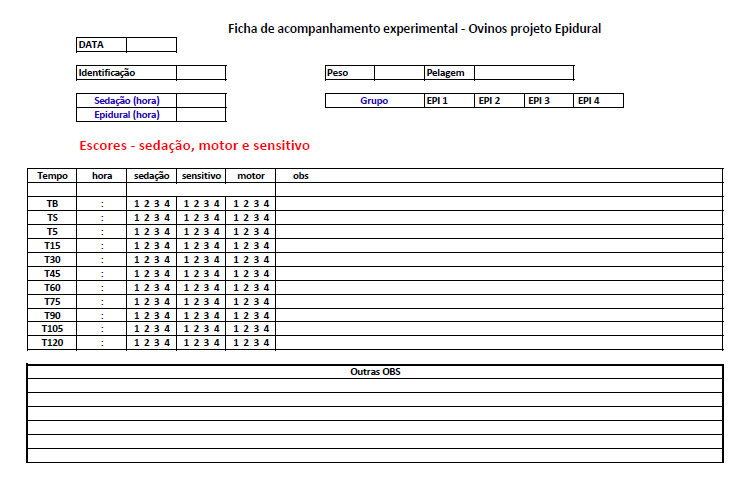 Ficha de acompanhamento experimental - Ovinos projeto Epidural
DATA
Identificação Peso Pelagem
Sedação (hora) Grupo EPI 1 EPI 2 EPI 3 EPI 4
Epidural (hora)
Escores - sedação, motor e sensitivo
Tempo hora sedação sensitivo motor obs
TB : 1 2 3 4 1 2 3 4 1 2 3 4
TS : 1 2 3 4 1 2 3 4 1 2 3 4
T5 : 1 2 3 4 1 2 3 4 1 2 3 4
T15 : 1 2 3 4 1 2 3 4 1 2 3 4
T30 : 1 2 3 4 1 2 3 4 1 2 3 4
T45 : 1 2 3 4 1 2 3 4 1 2 3 4
T60 : 1 2 3 4 1 2 3 4 1 2 3 4
T75 : 1 2 3 4 1 2 3 4 1 2 3 4
T90 : 1 2 3 4 1 2 3 4 1 2 3 4
T105 : 1 2 3 4 1 2 3 4 1 2 3 4
T120 : 1 2 3 4 1 2 3 4 1 2 3 4
Outras OBS